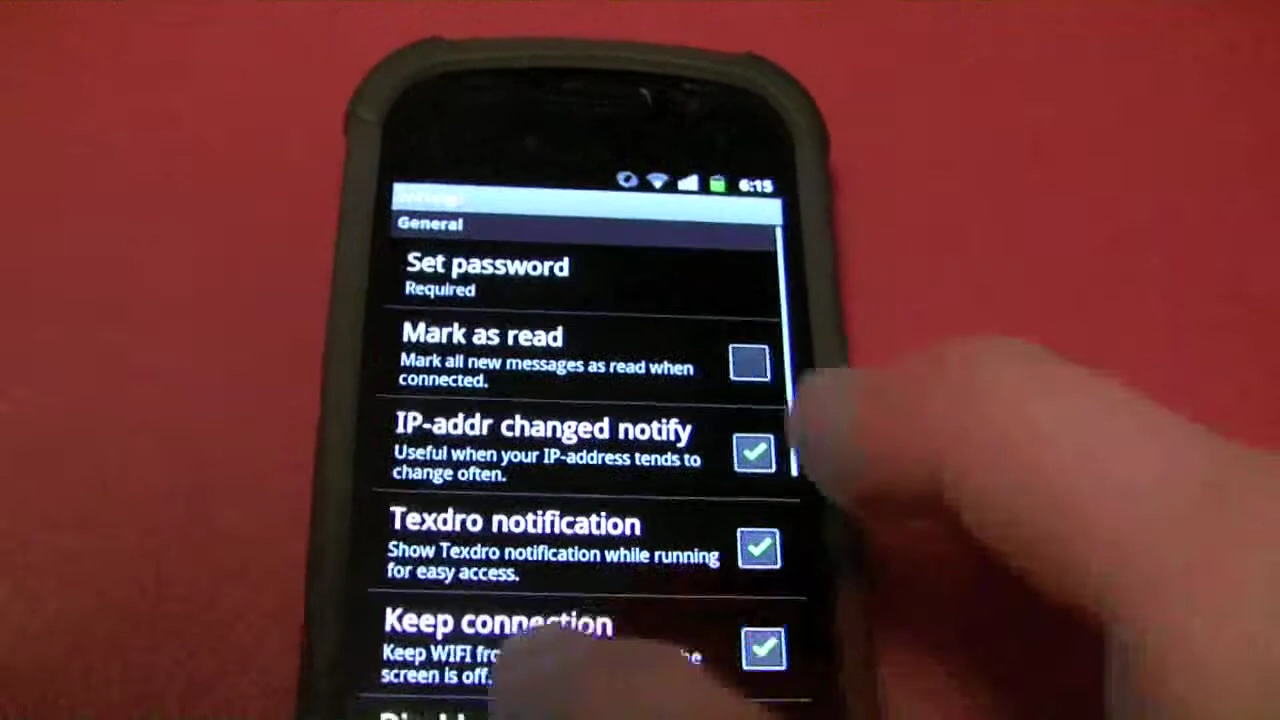 6:15
General
Set password
Required
Mark as read
Mark all new messages as read when
connected.
IP-addr changed notify
Useful when your IP-address tends to
change often.
Texdro notification
Show Texdro notification while running
for easy access.
Keep connection
Keep WIFI
screen is off.